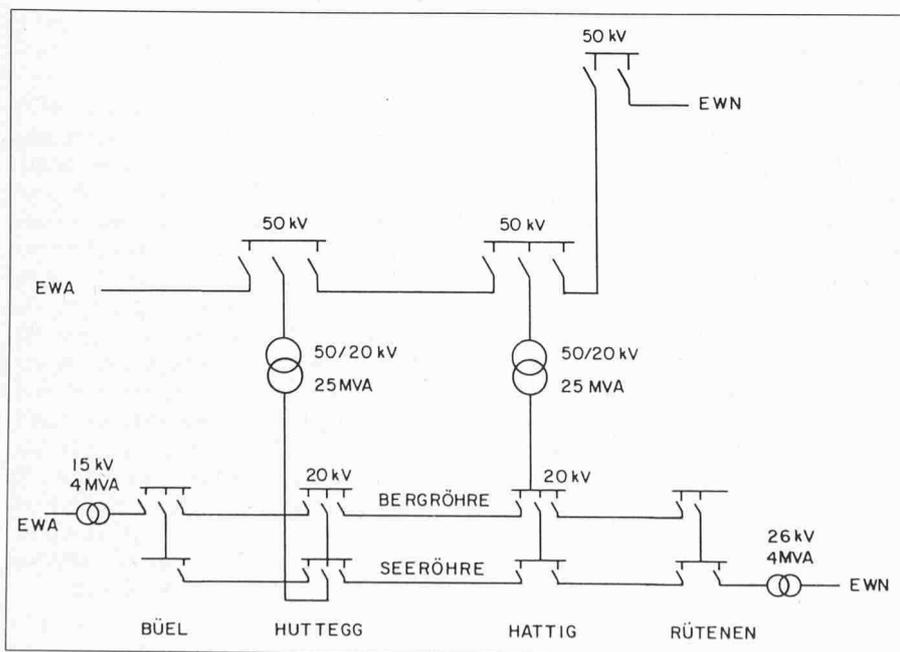 50 kV
EWN
50 kV
50 kV
EWA
50/20 kV
25 MVA
50/20 kV
25 MVA
15 kV
4 MVA
20 kV
BERGRÖHRE
20 kV
EWA
26 kV
4 MVA
SEERÖHRE
EWN
BÜEL
HUTTEGG
HATTIG
RÜTENEN